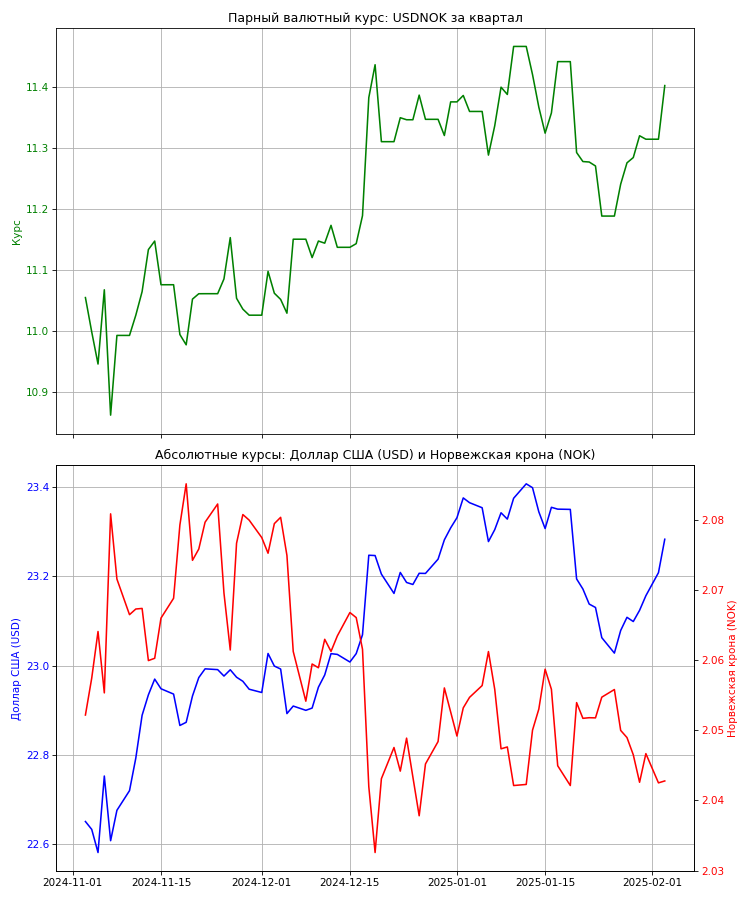 Парный валютный курс: USDNOK за квартал
11.4
11.3
11.2
11.1
11.0
10.9
Курс
Абсолютные курсы: Доллар США (USD) и Норвежская крона (NOK)
23.4
23.2
23.0
22.8
22.6
Доллар США (USD)
2.08
2.07
2.06
2.05
2.04
2.03
Норвежская крона (NOK)
2024-11-01 2024-11-15 2024-12-01 2024-12-15 2025-01-01 2025-01-15 2025-02-01